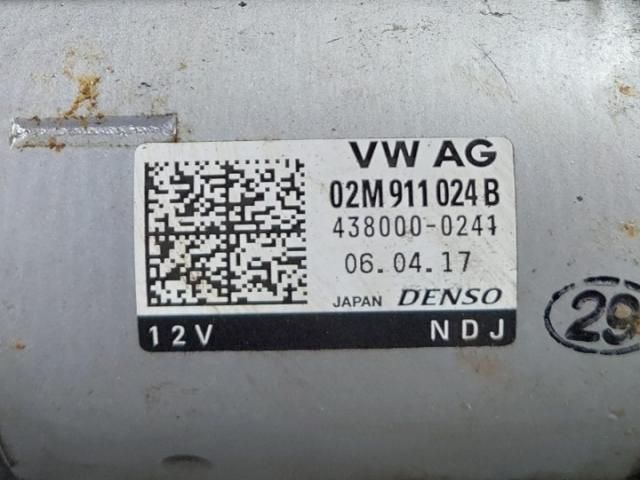 VW AG
02M 911 024 B
438000-0241
06.04.17
JAPAN DENSO
12V NDJ
29